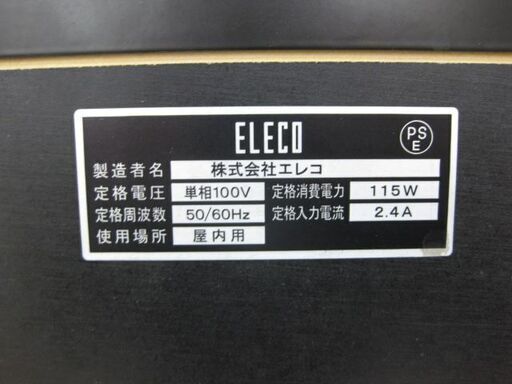 ELECO
PS
E
製造者名 株式会社エレコ
定格電圧 単相100V 定格消費電力 115W
定格周波数 50/60Hz 定格入力電流 2.4A
使用場所 屋内用